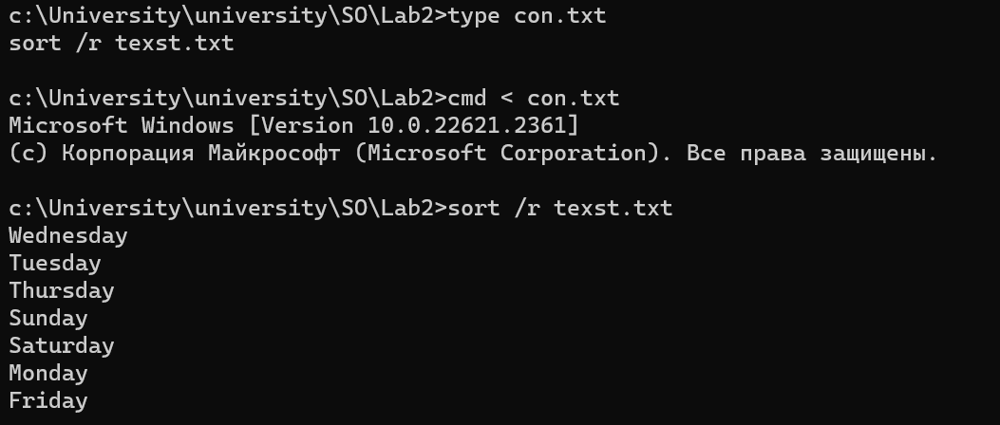 c:\University\university\SO\Lab2>type con.txt
sort /r texst.txt
c:\University\university\SO\Lab2>cmd < con.txt
Microsoft Windows [Version 10.0.22621.2361]
(c) Корпорация Майкрософт (Microsoft Corporation). Все права защищены.
c:\University\university\SO\Lab2>sort /r texst.txt
Wednesday
Tuesday
Thursday
Sunday
Saturday
Monday
Friday